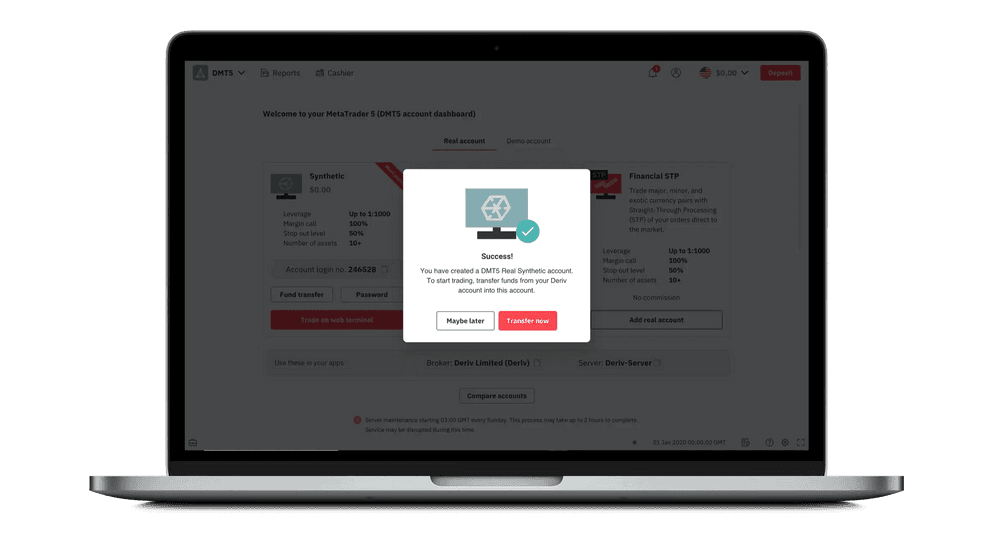 DMT5
Reports
Cashier
1
$0.00
Deposit
Welcome to your MetaTrader 5 (DMT5 account dashboard)
Real account
Demo account
Synthetic
$0.00
Leverage Up to 1:1000
Margin call 100%
Stop out level 50%
Number of assets 10+
Account login no. 246528
Fund transfer
Password
Trade on web terminal
Success!
You have created a DMT5 Real Synthetic account.
To start trading, transfer funds from your Deriv
account into this account.
Maybe later
Transfer now
STP
Financial STP
Trade major, minor, and
exotic currency pairs with
Straight-Through Processing
(STP) of your orders direct to
the market.
Leverage Up to 1:1000
Margin call 100%
Stop out level 50%
Number of assets 10+
No commission
Add real account
Use these in your apps
Broker: Deriv Limited (Deriv)
Server: Deriv-Server
Compare accounts
Server maintenance starting 03:00 GMT every Sunday. This process may take up to 2 hours to complete.
Service may be disrupted during this time.
01 Jan 2020 00:00:00 GMT